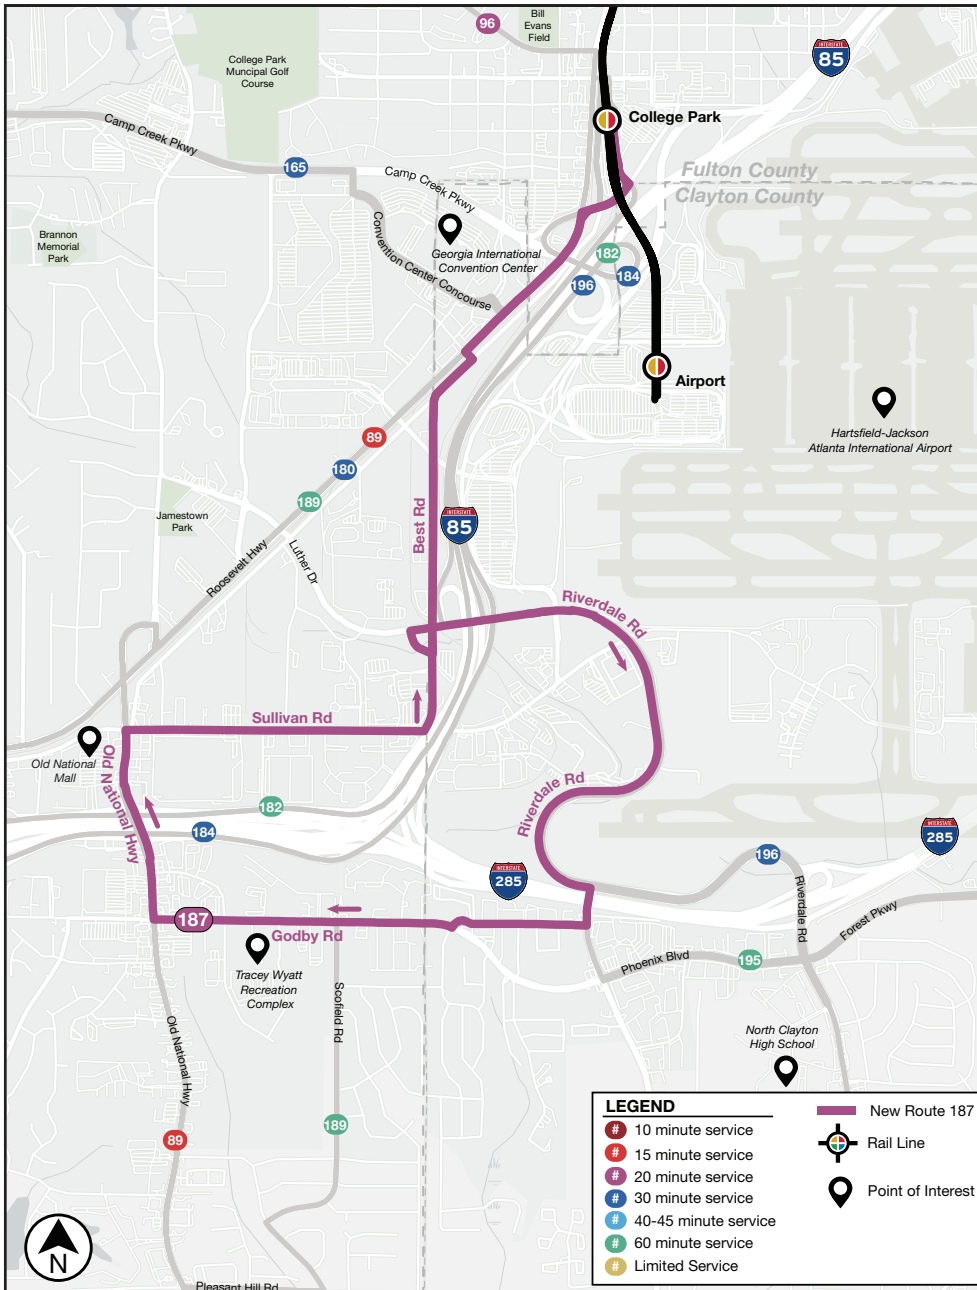 Bill
Evans
Field
96
INTERSTATE
85
College Park
Muncipal Golf
Course
College Park
Camp Creek Pkwy
165
Camp Creek Pkwy
Fulton County
Clayton County
Brannon
Memorial
Park
Georgia International
Convention Center
Convention Center Concourse
182
184
196
Airport
Hartsfield-Jackson
Atlanta International Airport
89
180
189
Jamestown
Park
Best Rd
INTERSTATE
85
Roosevelt Hwy
Luther Dr
Riverdale Rd
Sullivan Rd
Old National
Mall
Old National Hwy
182
184
Riverdale Rd
INTERSTATE
285
INTERSTATE
285
196
Riverdale Rd
Forest Pkwy
187
Godby Rd
Tracey Wyatt
Recreation
Complex
Scofield Rd
Phoenix Blvd
195
Old National Hwy
North Clayton
High School
89
189
Pleasant Hill Rd
N
LEGEND
# 10 minute service
# 15 minute service
# 20 minute service
# 30 minute service
# 40-45 minute service
# 60 minute service
# Limited Service
New Route 187
Rail Line
Point of Interest